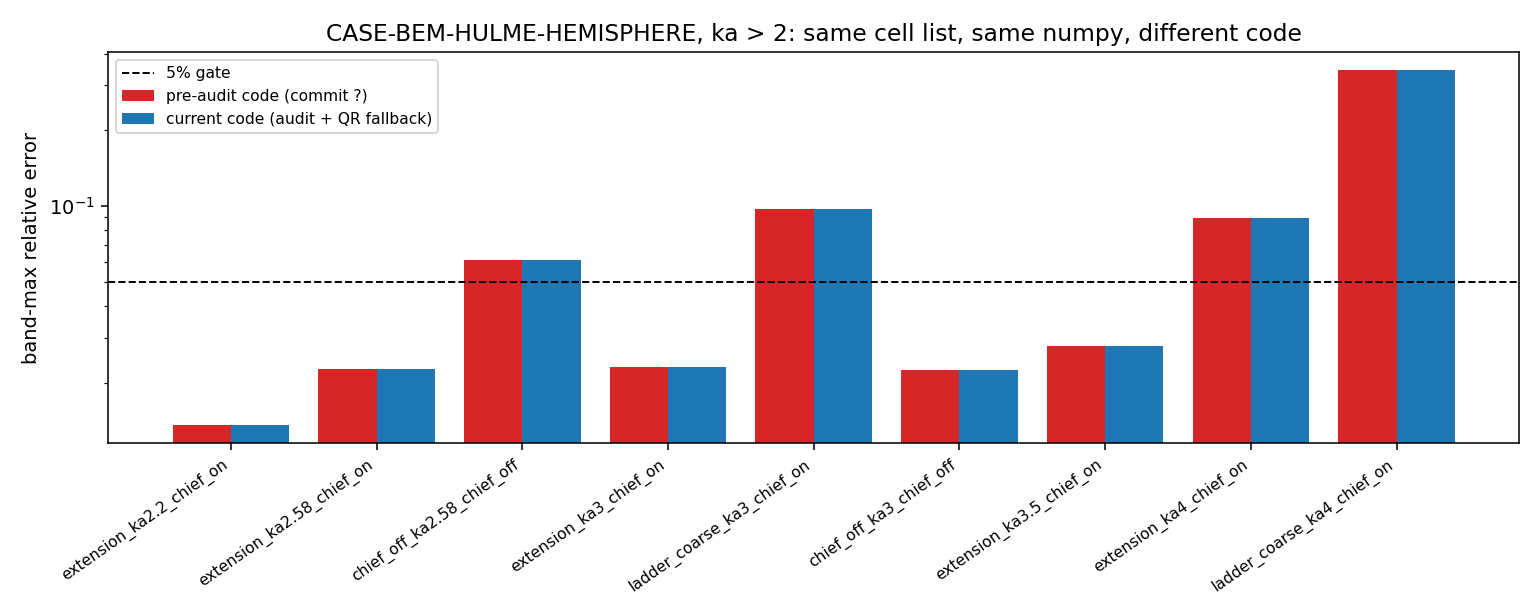 CASE-BEM-HULME-HEMISPHERE, ka > 2: same cell list, same numpy, different code
5% gate
pre-audit code (commit ?)
current code (audit + QR fallback)
band-max relative error
10⁻¹
extension_ka2.2_chief_on
extension_ka2.58_chief_on
chief_off_ka2.58_chief_off
extension_ka3_chief_on
ladder_coarse_ka3_chief_on
chief_off_ka3_chief_off
extension_ka3.5_chief_on
extension_ka4_chief_on
ladder_coarse_ka4_chief_on